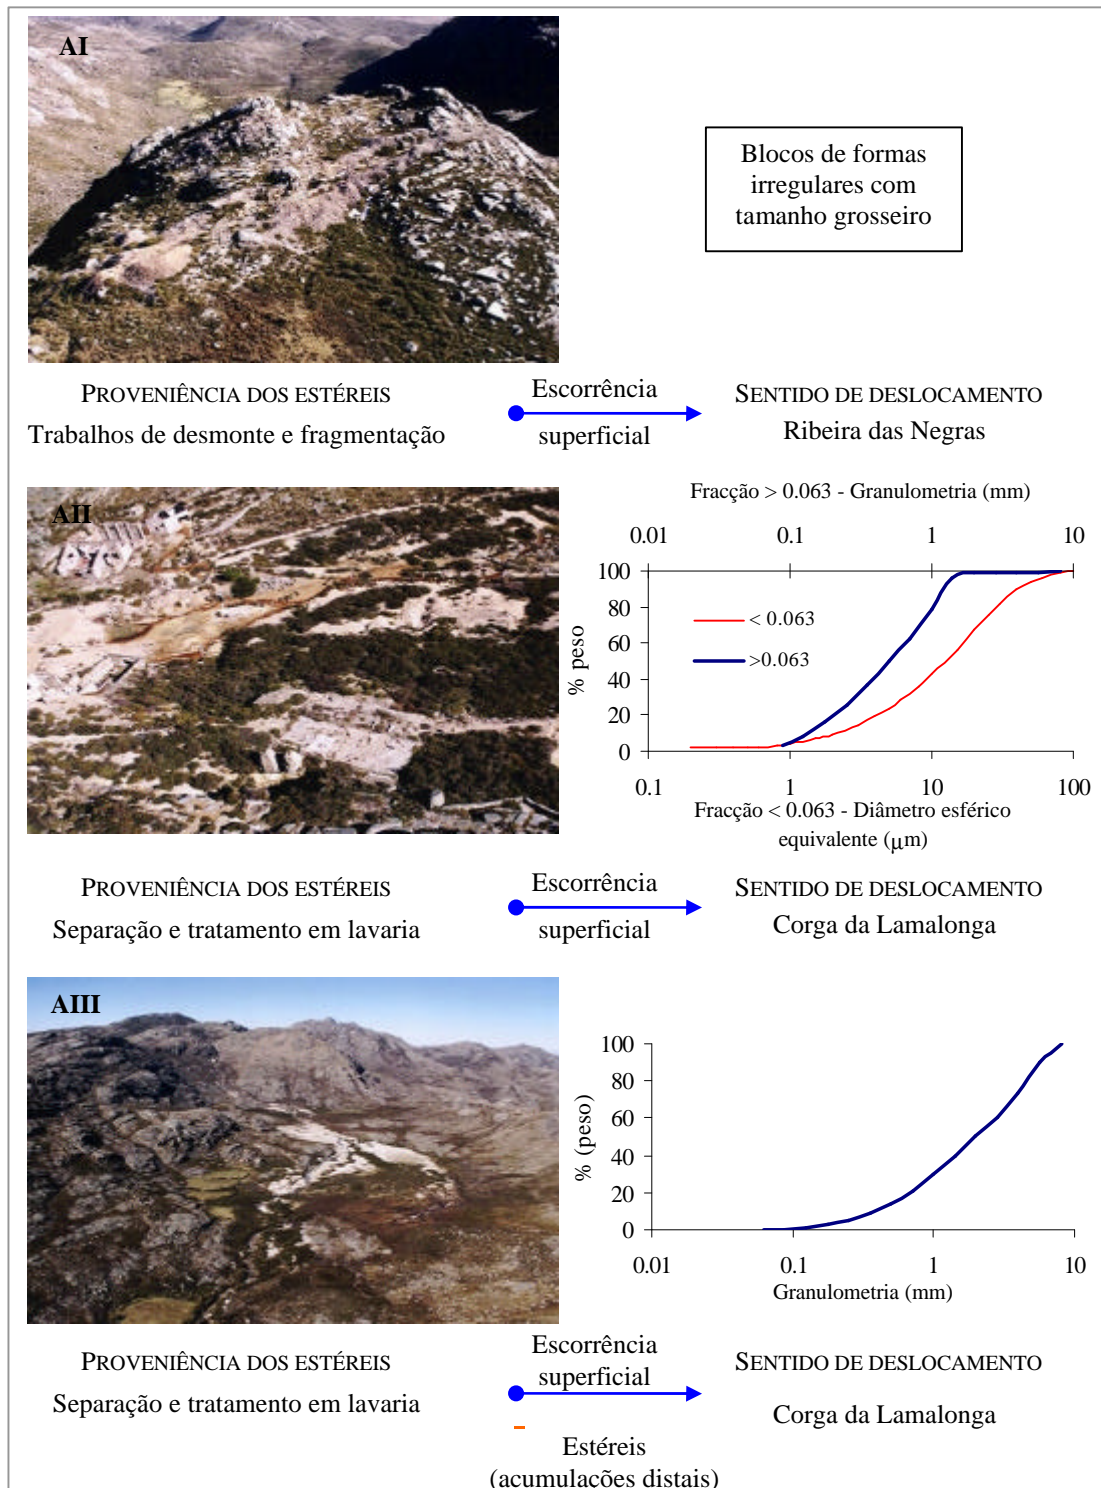 AI
Blocos de formas
irregulares com
tamanho grosseiro
PROVENIÊNCIA DOS ESTÉREIS
Trabalhos de desmonte e fragmentação
Escorrência
superficial
SENTIDO DE DESLOCAMENTO
Ribeira das Negras
AII
Fracção > 0.063 - Granulometria (mm)
0.01 0.1 1 10
100
80
60
40
20
0
% peso
< 0.063
>0.063
0.1 1 10 100
Fracção < 0.063 - Diâmetro esférico
equivalente (μm)
PROVENIÊNCIA DOS ESTÉREIS
Separação e tratamento em lavaria
Escorrência
superficial
SENTIDO DE DESLOCAMENTO
Corga da Lamalonga
AIII
100
80
60
40
20
0
% (peso)
0.01 0.1 1 10
Granulometria (mm)
PROVENIÊNCIA DOS ESTÉREIS
Separação e tratamento em lavaria
Escorrência
superficial
SENTIDO DE DESLOCAMENTO
Corga da Lamalonga
Estéreis
(acumulações distais)